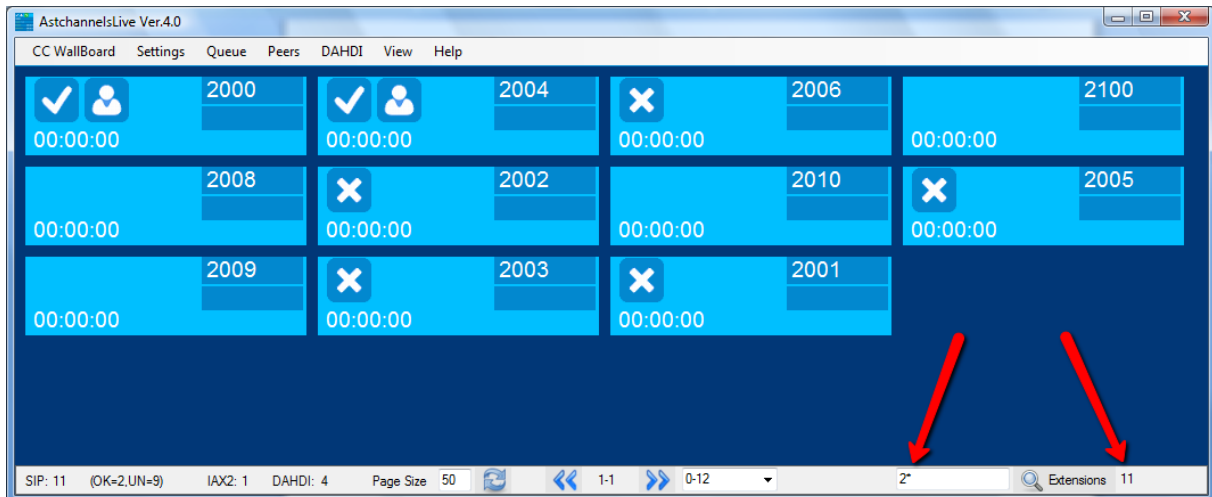 AstchannelsLive Ver.4.0
CC WallBoard Settings Queue Peers DAHDI View Help
2000 2004 2006 2100
00:00:00 00:00:00 00:00:00 00:00:00
2008 2002 2010 2005
00:00:00 00:00:00 00:00:00 00:00:00
2009 2003 2001
00:00:00 00:00:00 00:00:00
SIP: 11 (OK=2,UN=9) IAX2: 1 DAHDI: 4 Page Size 50 1-1 0-12 2* Extensions 11